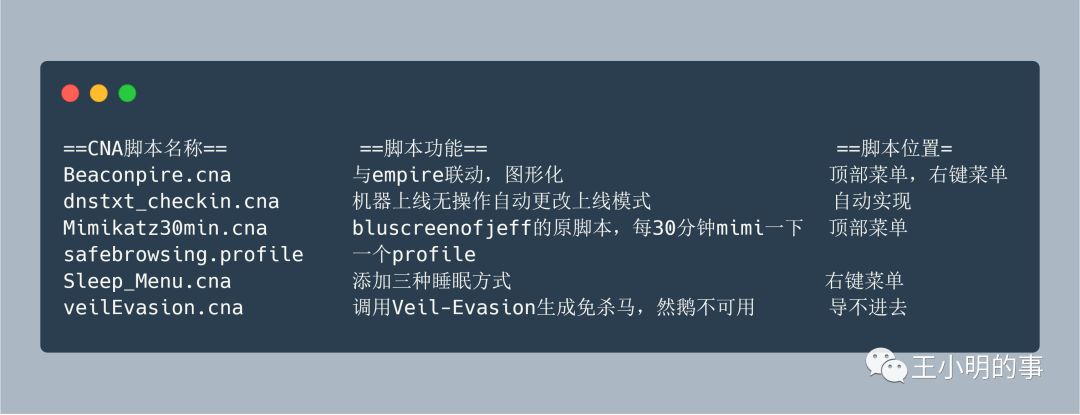 ==CNA脚本名称== ==脚本功能== ==脚本位置=
Beaconpire.cna 与empire联动，图形化 顶部菜单，右键菜单
dnstxt_checkin.cna 机器上线无操作自动更改上线模式 自动实现
Mimikatz30min.cna bluscreenofjeff的原脚本，每30分钟mimi一下 顶部菜单
safebrowsing.profile 一个profile
Sleep_Menu.cna 添加三种睡眠方式 右键菜单
veilEvasion.cna 调用Veil-Evasion生成免杀马，然鹅不可用 导不进去
王小明的事